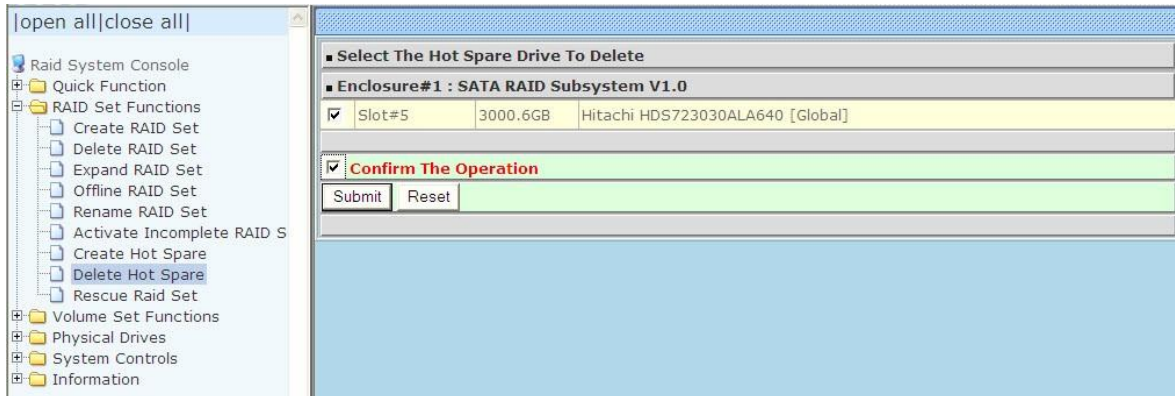 |open all|close all|
Raid System Console
Quick Function
RAID Set Functions
Create RAID Set
Delete RAID Set
Expand RAID Set
Offline RAID Set
Rename RAID Set
Activate Incomplete RAID S
Create Hot Spare
Delete Hot Spare
Rescue Raid Set
Volume Set Functions
Physical Drives
System Controls
Information
Select The Hot Spare Drive To Delete
Enclosure#1 : SATA RAID Subsystem V1.0
Slot#5 3000.6GB Hitachi HDS723030ALA640 [Global]
Confirm The Operation
Submit Reset